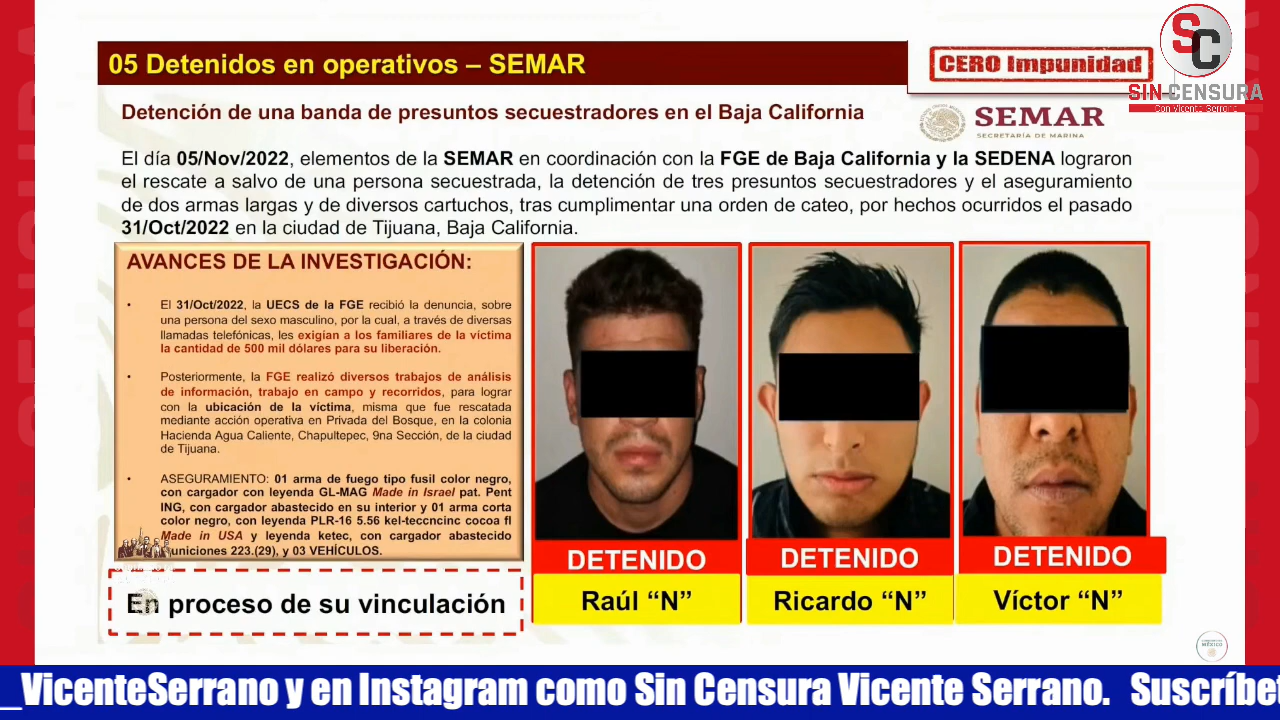 05 Detenidos en operativos – SEMAR
CERO Impunidad
SC
SIN CENSURA
Con Vicente Serrano
Detención de una banda de presuntos secuestradores en el Baja California
SEMAR
SECRETARÍA DE MARINA
El día 05/Nov/2022, elementos de la SEMAR en coordinación con la FGE de Baja California y la SEDENA lograron
el rescate a salvo de una persona secuestrada, la detención de tres presuntos secuestradores y el aseguramiento
de dos armas largas y de diversos cartuchos, tras cumplimentar una orden de cateo, por hechos ocurridos el pasado
31/Oct/2022 en la ciudad de Tijuana, Baja California.
AVANCES DE LA INVESTIGACIÓN:
• El 31/Oct/2022, la UECS de la FGE recibió la denuncia, sobre
una persona del sexo masculino, por la cual, a través de diversas
llamadas telefónicas, les exigian a los familiares de la víctima
la cantidad de 500 mil dólares para su liberación.
• Posteriormente, la FGE realizó diversos trabajos de análisis
de información, trabajo en campo y recorridos, para lograr
con la ubicación de la víctima, misma que fue rescatada
mediante acción operativa en Privada del Bosque, en la colonia
Hacienda Agua Caliente, Chapultepec, 9na Sección, de la ciudad
de Tijuana.
• ASEGURAMIENTO: 01 arma de fuego tipo fusil color negro,
con cargador con leyenda GL-MAG Made in Israel pat. Pent
ING, con cargador abastecido en su interior y 01 arma corta
color negro, con leyenda PLR-16 5.56 kel-teccncinc cocoa fl
Made in USA y leyenda ketec, con cargador abastecido
municiones 223.(29), y 03 VEHÍCULOS.
En proceso de su vinculación
DETENIDO
Raúl “N”
DETENIDO
Ricardo “N”
DETENIDO
Víctor “N”
MÉXICO
_VicenteSerrano y en Instagram como Sin Censura Vicente Serrano. Suscríbet